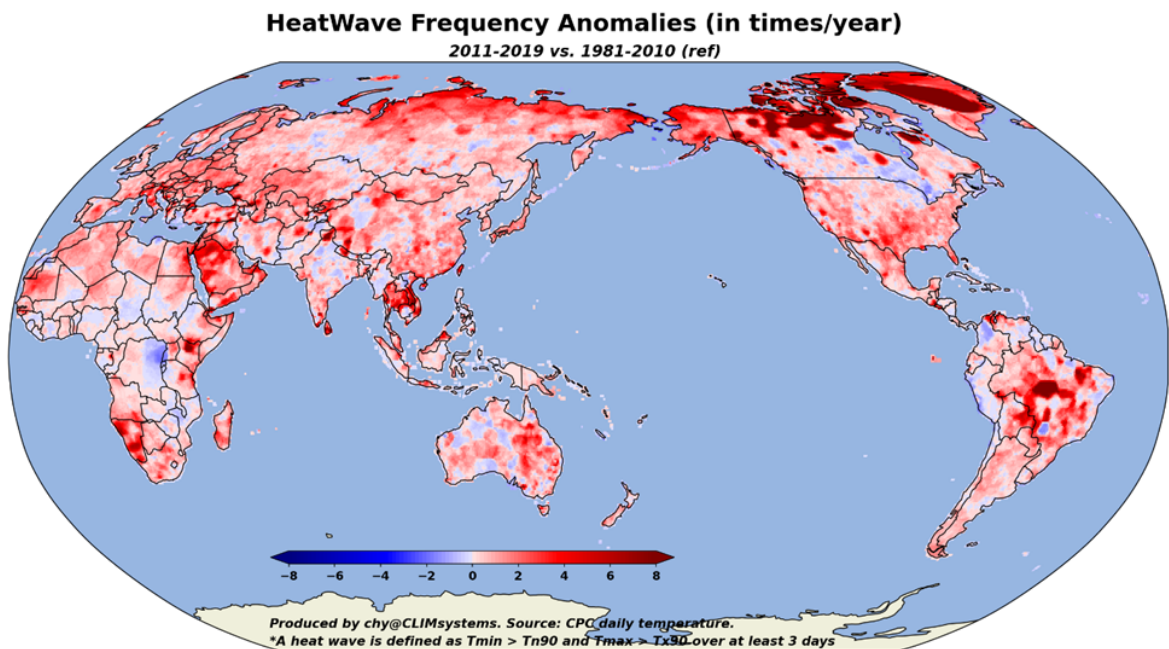 HeatWave Frequency Anomalies (in times/year)
2011-2019 vs. 1981-2010 (ref)
−8 −6 −4 −2 0 2 4 6 8
Produced by chy@CLIMsystems. Source: CPC daily temperature.
*A heat wave is defined as Tmin > Tn90 and Tmax > Tx90 over at least 3 days